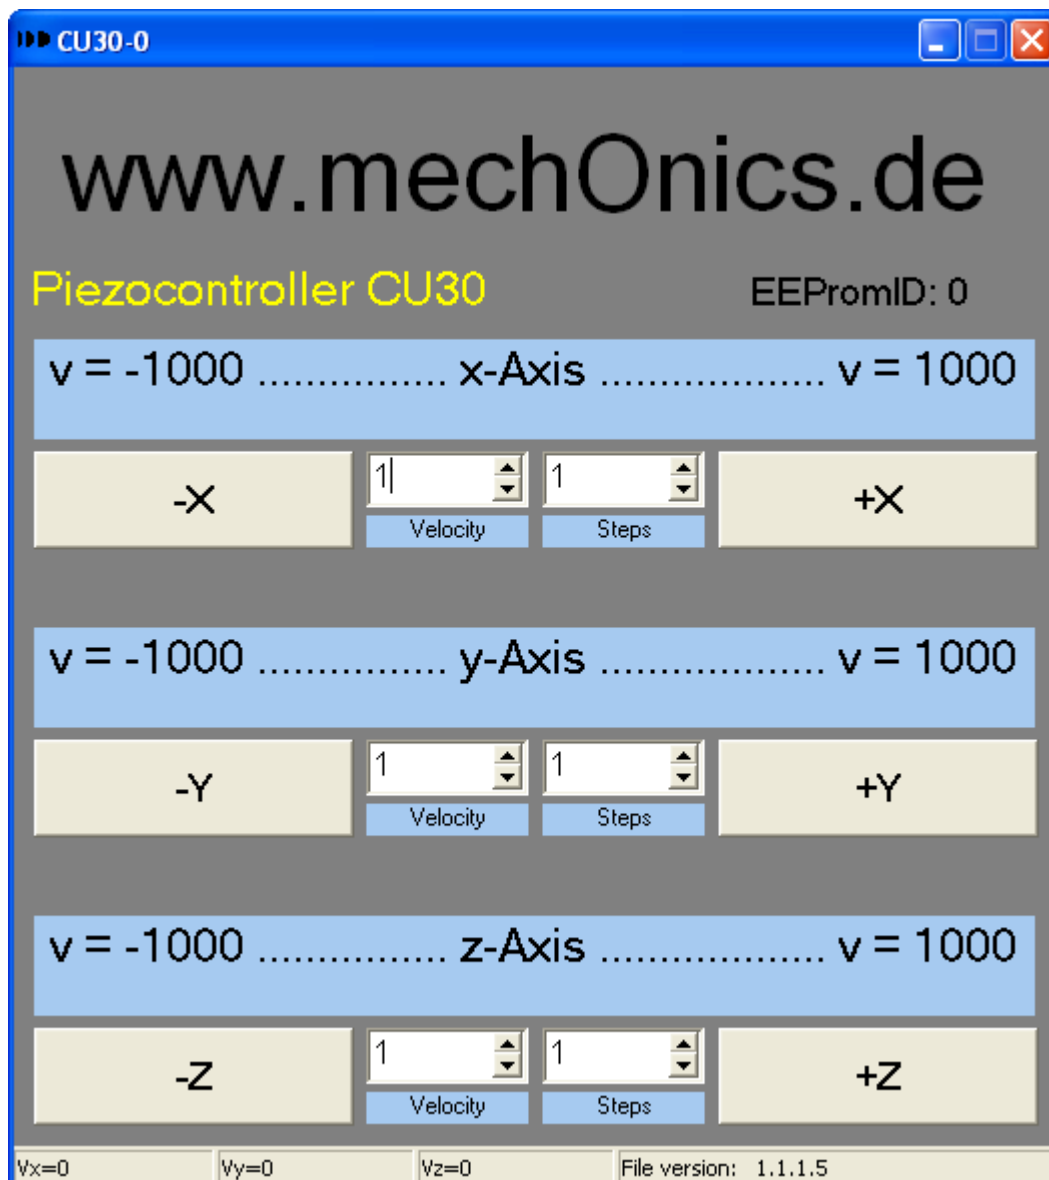 CU30-0
www.mechOnics.de
Piezocontroller CU30 EEPromID: 0
v = -1000 ................ x-Axis ................... v = 1000
-X 1 1 +X
Velocity Steps
v = -1000 ................ y-Axis ................... v = 1000
-Y 1 1 +Y
Velocity Steps
v = -1000 ................ z-Axis ................... v = 1000
-Z 1 1 +Z
Velocity Steps
Vx=0 Vy=0 Vz=0 File version: 1.1.1.5